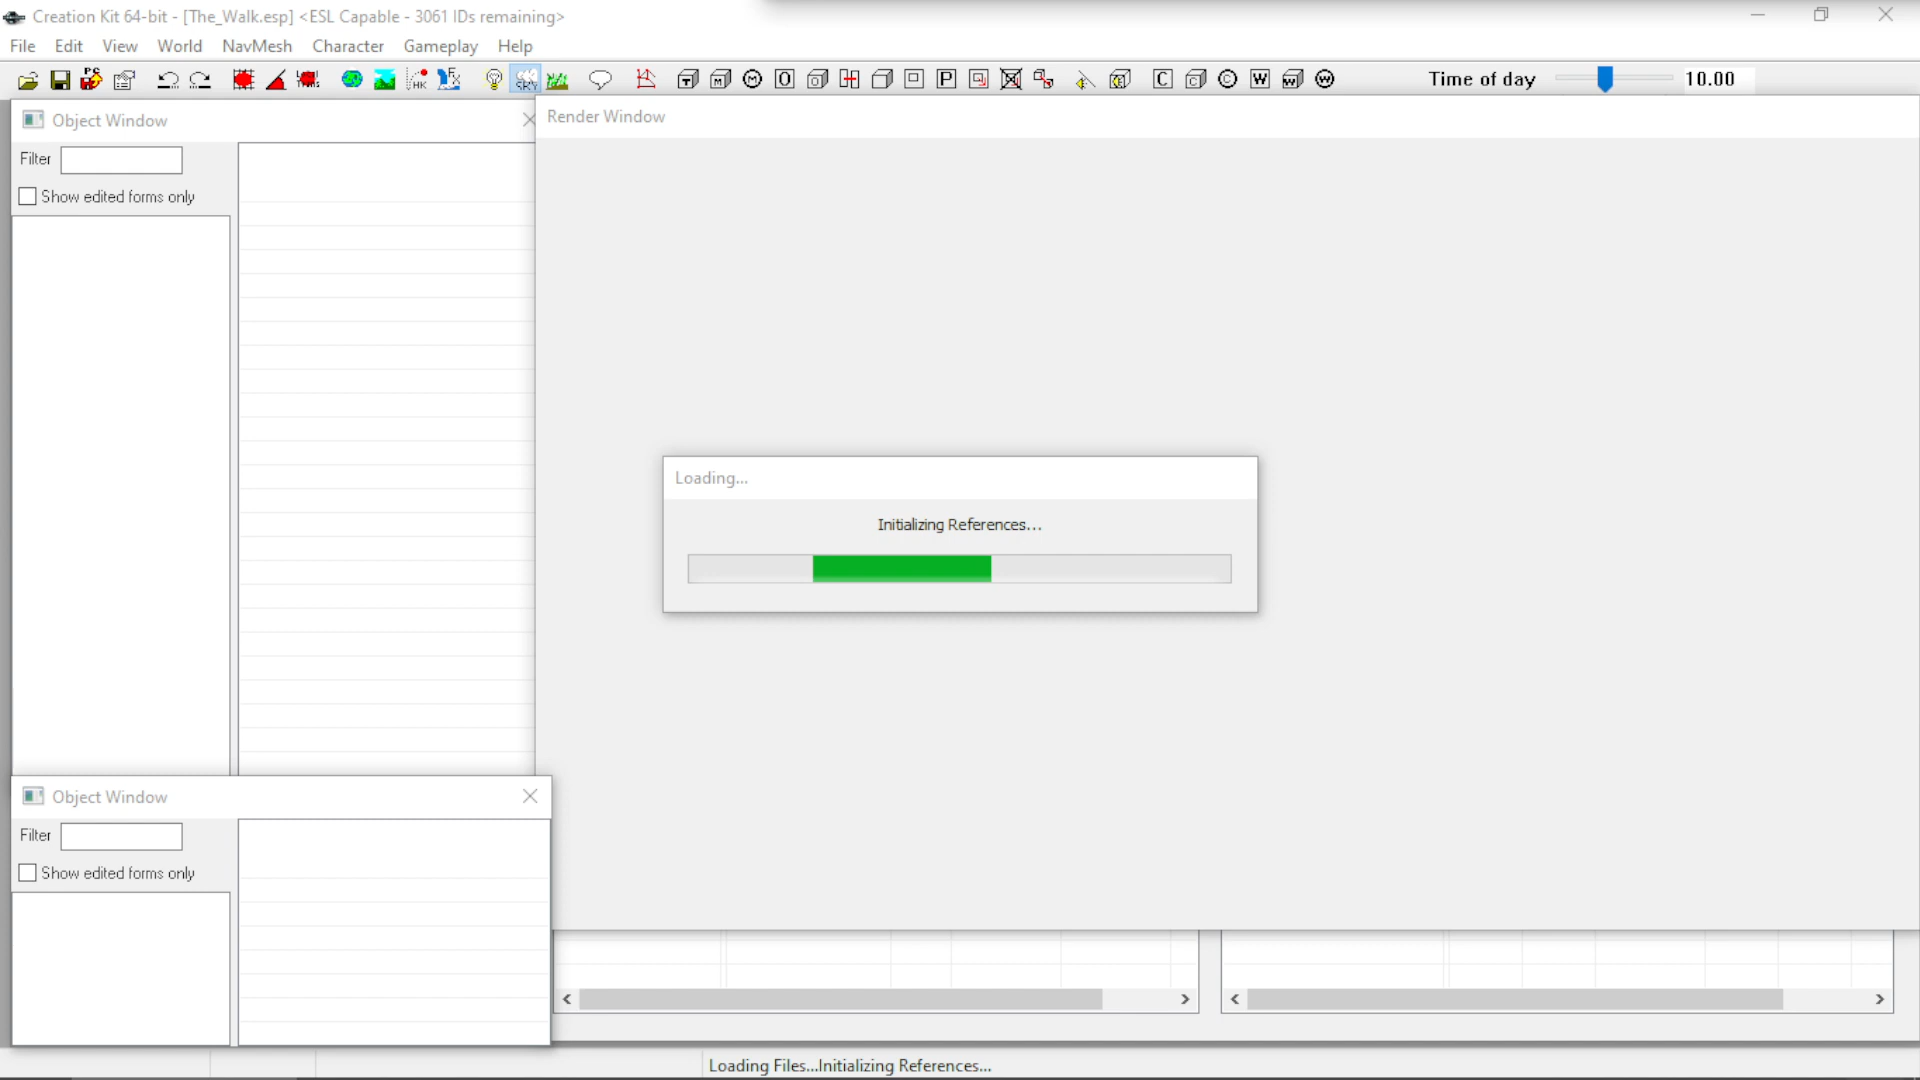 Creation Kit 64-bit - [The_Walk.esp] <ESL Capable - 3061 IDs remaining>
File Edit View World NavMesh Character Gameplay Help
Time of day 10.00
Object Window
Render Window
Filter
Show edited forms only
Loading...
Initializing References...
Object Window
Filter
Show edited forms only
Loading Files...Initializing References...